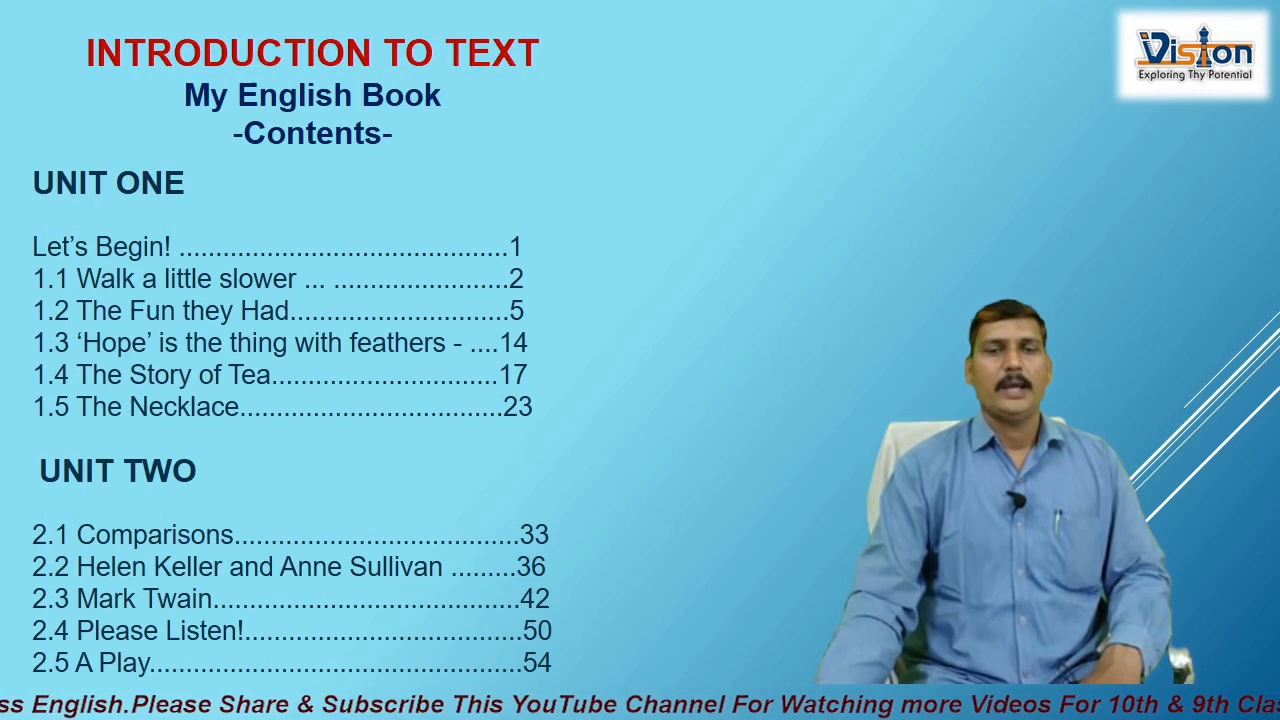 INTRODUCTION TO TEXT
My English Book
-Contents-
UNIT ONE
Let’s Begin! .............................................1
1.1 Walk a little slower ... ........................2
1.2 The Fun they Had..............................5
1.3 ‘Hope’ is the thing with feathers - ....14
1.4 The Story of Tea...............................17
1.5 The Necklace....................................23
UNIT TWO
2.1 Comparisons.......................................33
2.2 Helen Keller and Anne Sullivan .........36
2.3 Mark Twain..........................................42
2.4 Please Listen!......................................50
2.5 A Play...................................................54
Vision
Exploring Thy Potential
ss English.Please Share & Subscribe This YouTube Channel For Watching more Videos For 10th & 9th Clas